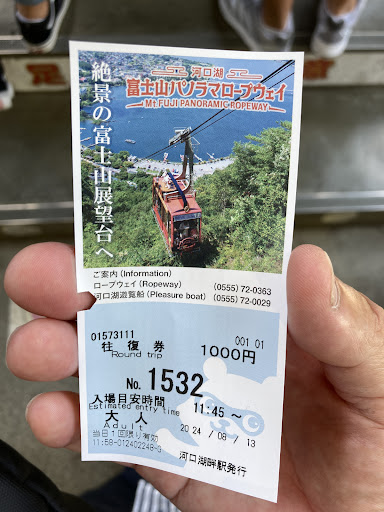 河口湖
富士山パノラマロープウェイ
Mt.FUJI PANORAMIC ROPEWAY
絶景の富士山展望台へ
ご案内 (Information)
ロープウェイ (Ropeway) (0555) 72-0363
河口湖遊覧船 (Pleasure boat) (0555) 72-0029
01573111 001 01
往復券 1000円
Round trip
No. 1532
入場目安時間 11:45 ～
Estimated entry time
大人 2024 / 09 / 13
Adult
当日1回限り有効
11:58-012402248-0 河口湖畔駅発行